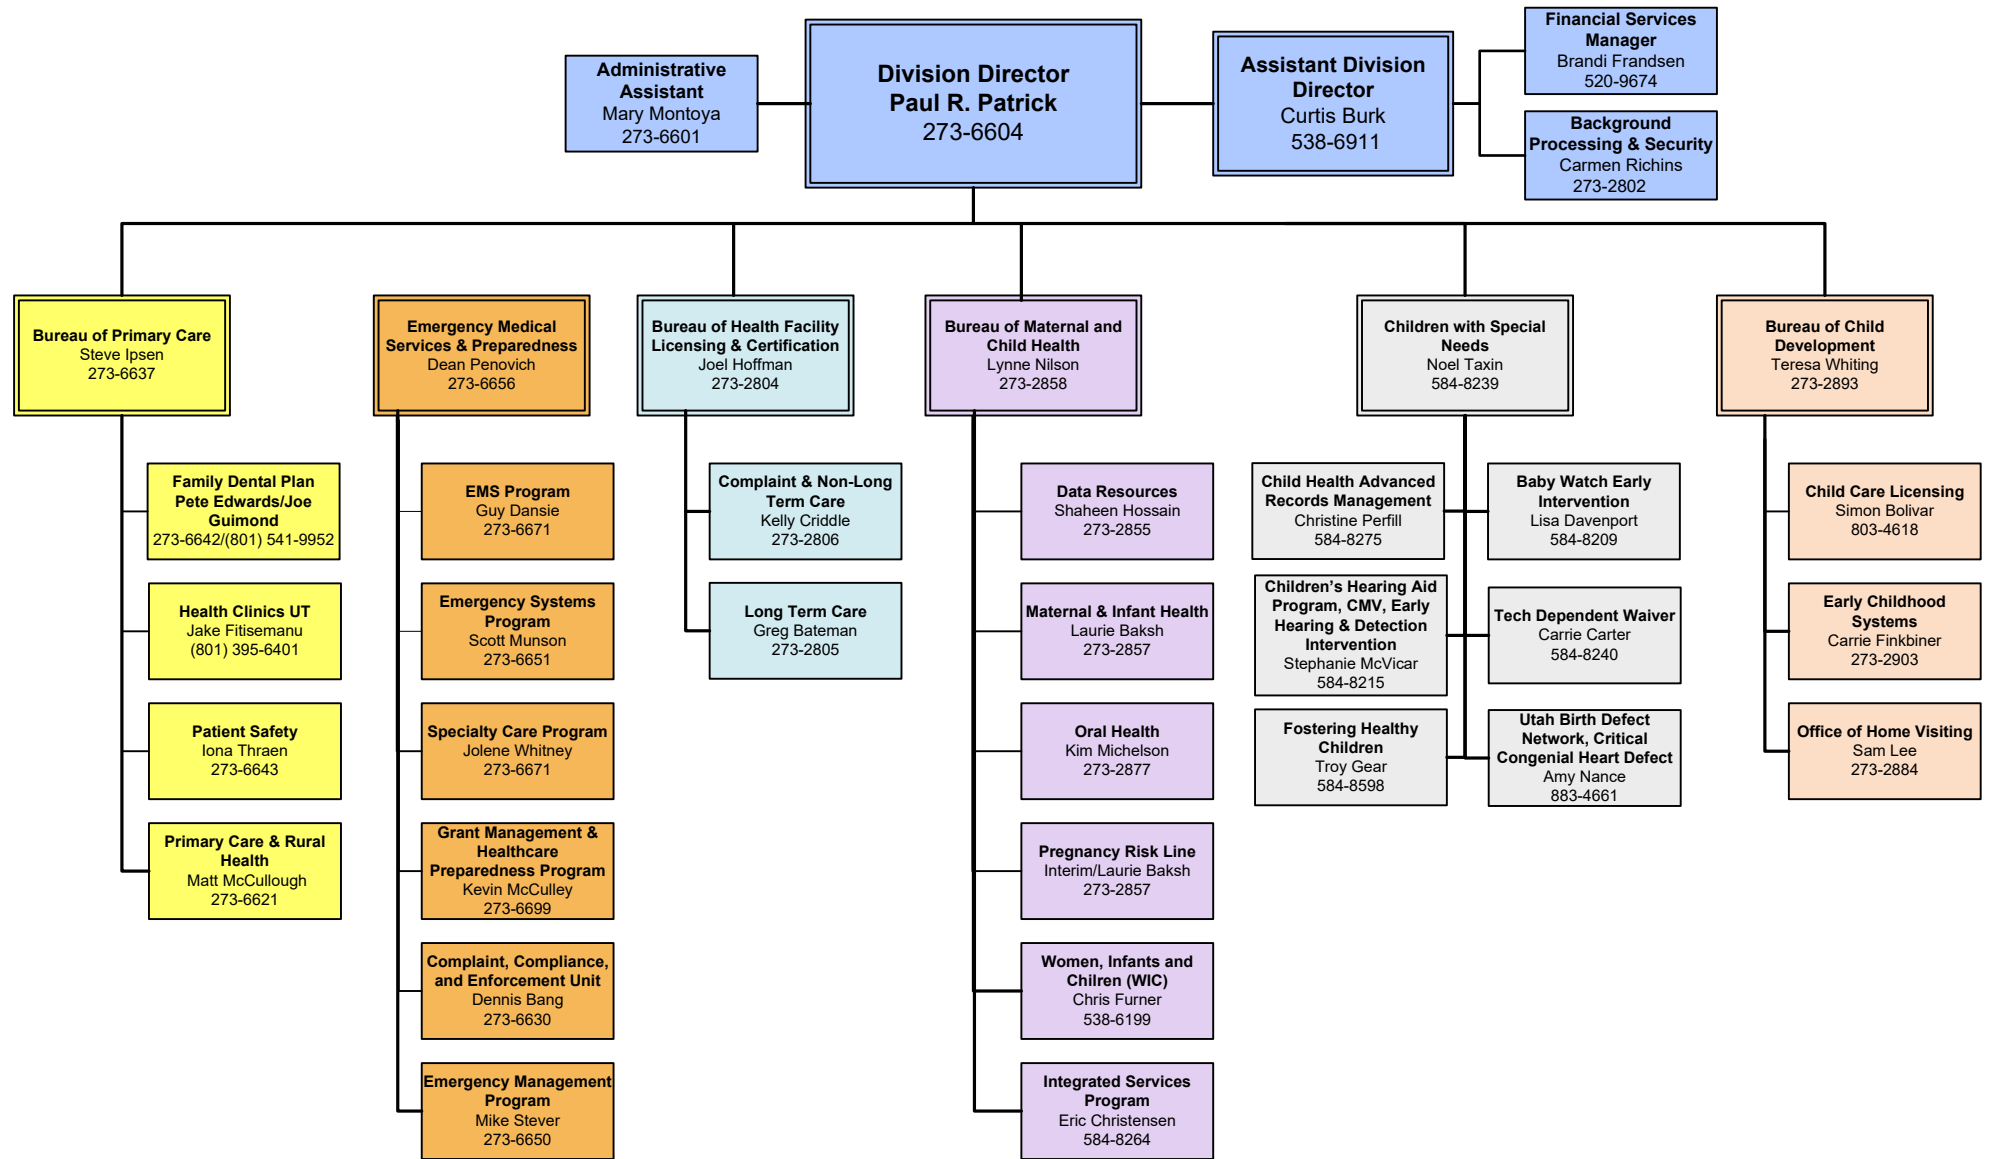 Administrative
Assistant
Mary Montoya
273-6601
Division Director
Paul R. Patrick
273-6604
Assistant Division
Director
Curtis Burk
538-6911
Financial Services
Manager
Brandi Frandsen
520-9674
Background
Processing & Security
Carmen Richins
273-2802
Bureau of Primary Care
Steve Ipsen
273-6637
Family Dental Plan
Pete Edwards/Joe
Guimond
273-6642/(801) 541-9952
Health Clinics UT
Jake Fitisemanu
(801) 395-6401
Patient Safety
Iona Thraen
273-6643
Primary Care & Rural
Health
Matt McCullough
273-6621
Emergency Medical
Services & Preparedness
Dean Penovich
273-6656
EMS Program
Guy Dansie
273-6671
Emergency Systems
Program
Scott Munson
273-6651
Specialty Care Program
Jolene Whitney
273-6671
Grant Management &
Healthcare
Preparedness Program
Kevin McCulley
273-6699
Complaint, Compliance,
and Enforcement Unit
Dennis Bang
273-6630
Emergency Management
Program
Mike Stever
273-6650
Bureau of Health Facility
Licensing & Certification
Joel Hoffman
273-2804
Complaint & Non-Long
Term Care
Kelly Criddle
273-2806
Long Term Care
Greg Bateman
273-2805
Bureau of Maternal and
Child Health
Lynne Nilson
273-2858
Data Resources
Shaheen Hossain
273-2855
Maternal & Infant Health
Laurie Baksh
273-2857
Oral Health
Kim Michelson
273-2877
Pregnancy Risk Line
Interim/Laurie Baksh
273-2857
Women, Infants and
Chilren (WIC)
Chris Furner
538-6199
Integrated Services
Program
Eric Christensen
584-8264
Children with Special
Needs
Noel Taxin
584-8239
Child Health Advanced
Records Management
Christine Perfill
584-8275
Baby Watch Early
Intervention
Lisa Davenport
584-8209
Children’s Hearing Aid
Program, CMV, Early
Hearing & Detection
Intervention
Stephanie McVicar
584-8215
Tech Dependent Waiver
Carrie Carter
584-8240
Fostering Healthy
Children
Troy Gear
584-8598
Utah Birth Defect
Network, Critical
Congenial Heart Defect
Amy Nance
883-4661
Bureau of Child
Development
Teresa Whiting
273-2893
Child Care Licensing
Simon Bolivar
803-4618
Early Childhood
Systems
Carrie Finkbiner
273-2903
Office of Home Visiting
Sam Lee
273-2884